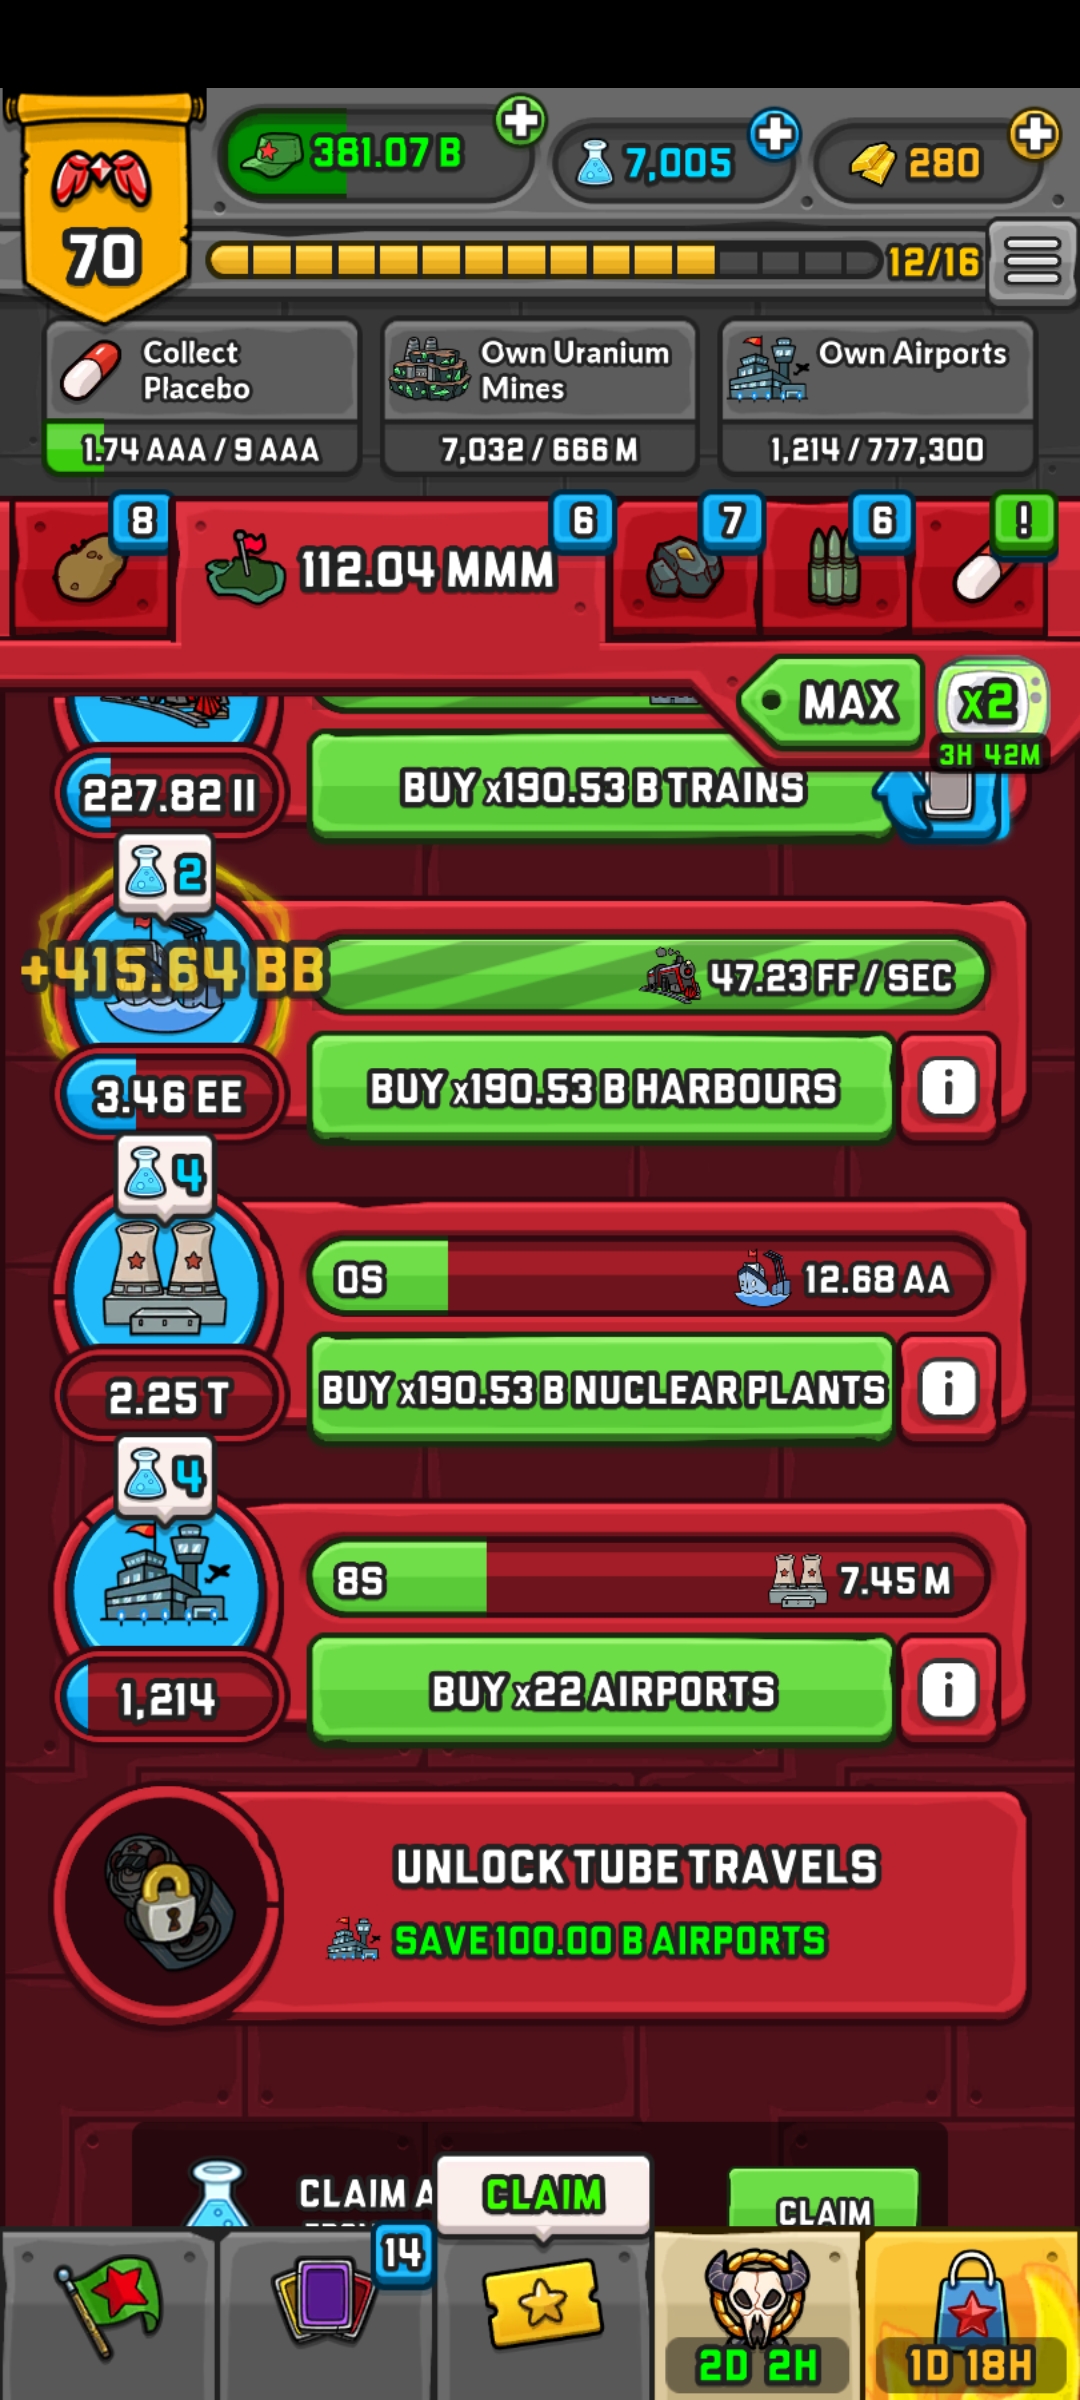 381.07 B
7,005
280
70
12/16
Collect
Placebo
1.74 AAA / 9 AAA
Own Uranium
Mines
7,032 / 666 M
Own Airports
1,214 / 777,300
8
112.04 MMM
6
7
6
!
MAX
x2
3H 42M
227.82 II
BUY x190.53 B TRAINS
2
+415.64 BB
47.23 FF / SEC
3.46 EE
BUY x190.53 B HARBOURS
i
4
0S
12.68 AA
2.25 T
BUY x190.53 B NUCLEAR PLANTS
i
4
8S
7.45 M
1,214
BUY x22 AIRPORTS
i
UNLOCK TUBE TRAVELS
SAVE 100.00 B AIRPORTS
CLAIM A
CLAIM
CLAIM
14
2D 2H
1D 18H